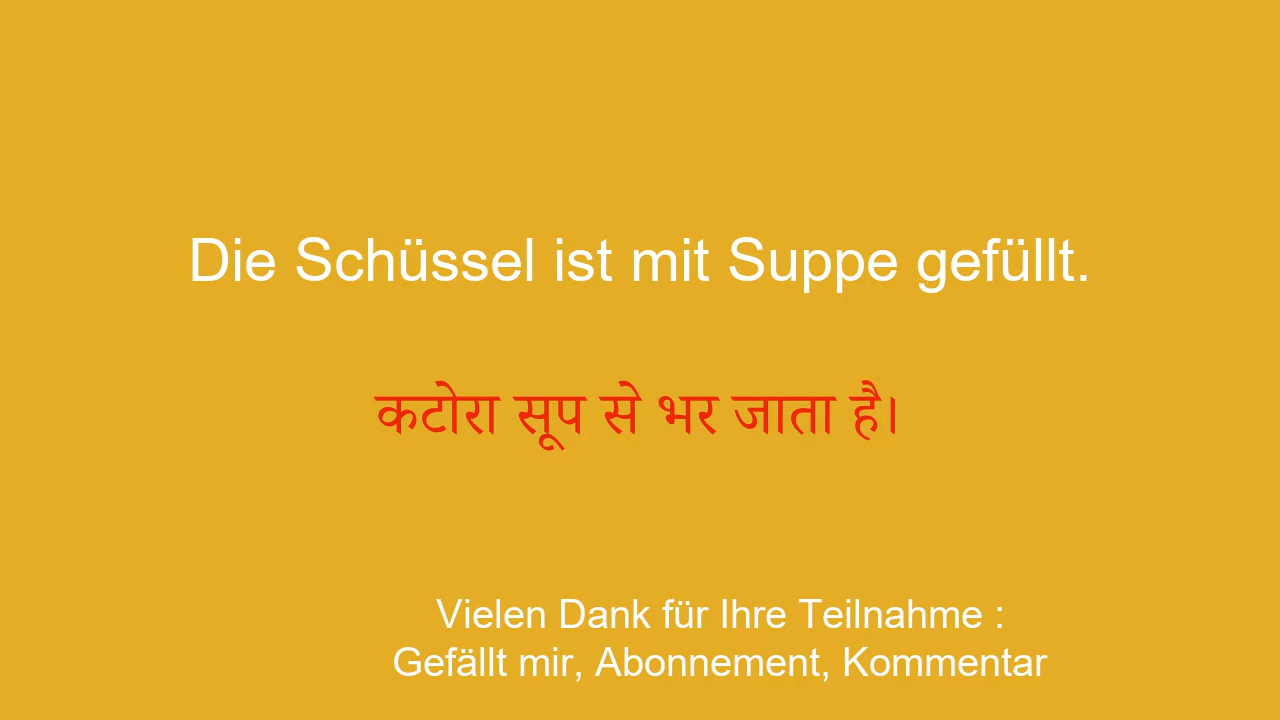 Die Schüssel ist mit Suppe gefüllt.
कटोरा सूप से भर जाता है।
Vielen Dank für Ihre Teilnahme :
Gefällt mir, Abonnement, Kommentar